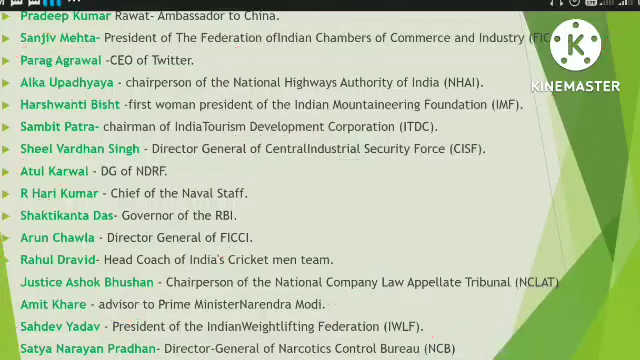 Pradeep Kumar Rawat- Ambassador to China.
Sanjiv Mehta- President of The Federation ofIndian Chambers of Commerce and Industry (FIC
Parag Agrawal -CEO of Twitter.
Alka Upadhyaya - chairperson of the National Highways Authority of India (NHAI).
Harshwanti Bisht -first woman president of the Indian Mountaineering Foundation (IMF).
Sambit Patra- chairman of IndiaTourism Development Corporation (ITDC).
Sheel Vardhan Singh - Director General of CentralIndustrial Security Force (CISF).
Atul Karwal - DG of NDRF.
R Hari Kumar - Chief of the Naval Staff.
Shaktikanta Das- Governor of the RBI.
Arun Chawla - Director General of FICCI.
Rahul Dravid- Head Coach of India's Cricket men team.
Justice Ashok Bhushan - Chairperson of the National Company Law Appellate Tribunal (NCLAT)
Amit Khare - advisor to Prime MinisterNarendra Modi.
Sahdev Yadav - President of the IndianWeightlifting Federation (IWLF).
Satya Narayan Pradhan- Director-General of Narcotics Control Bureau (NCB)
K
KINEMASTER